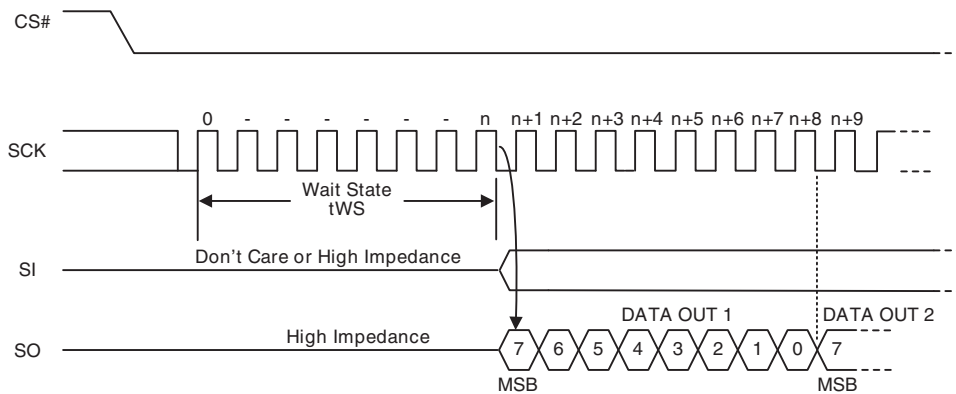 CS#
0 - - - - - - n n+1 n+2 n+3 n+4 n+5 n+6 n+7 n+8 n+9
SCK
Wait State
tWS
Don't Care or High Impedance
SI
DATA OUT 1 DATA OUT 2
High Impedance
SO 7 6 5 4 3 2 1 0 7
MSB MSB